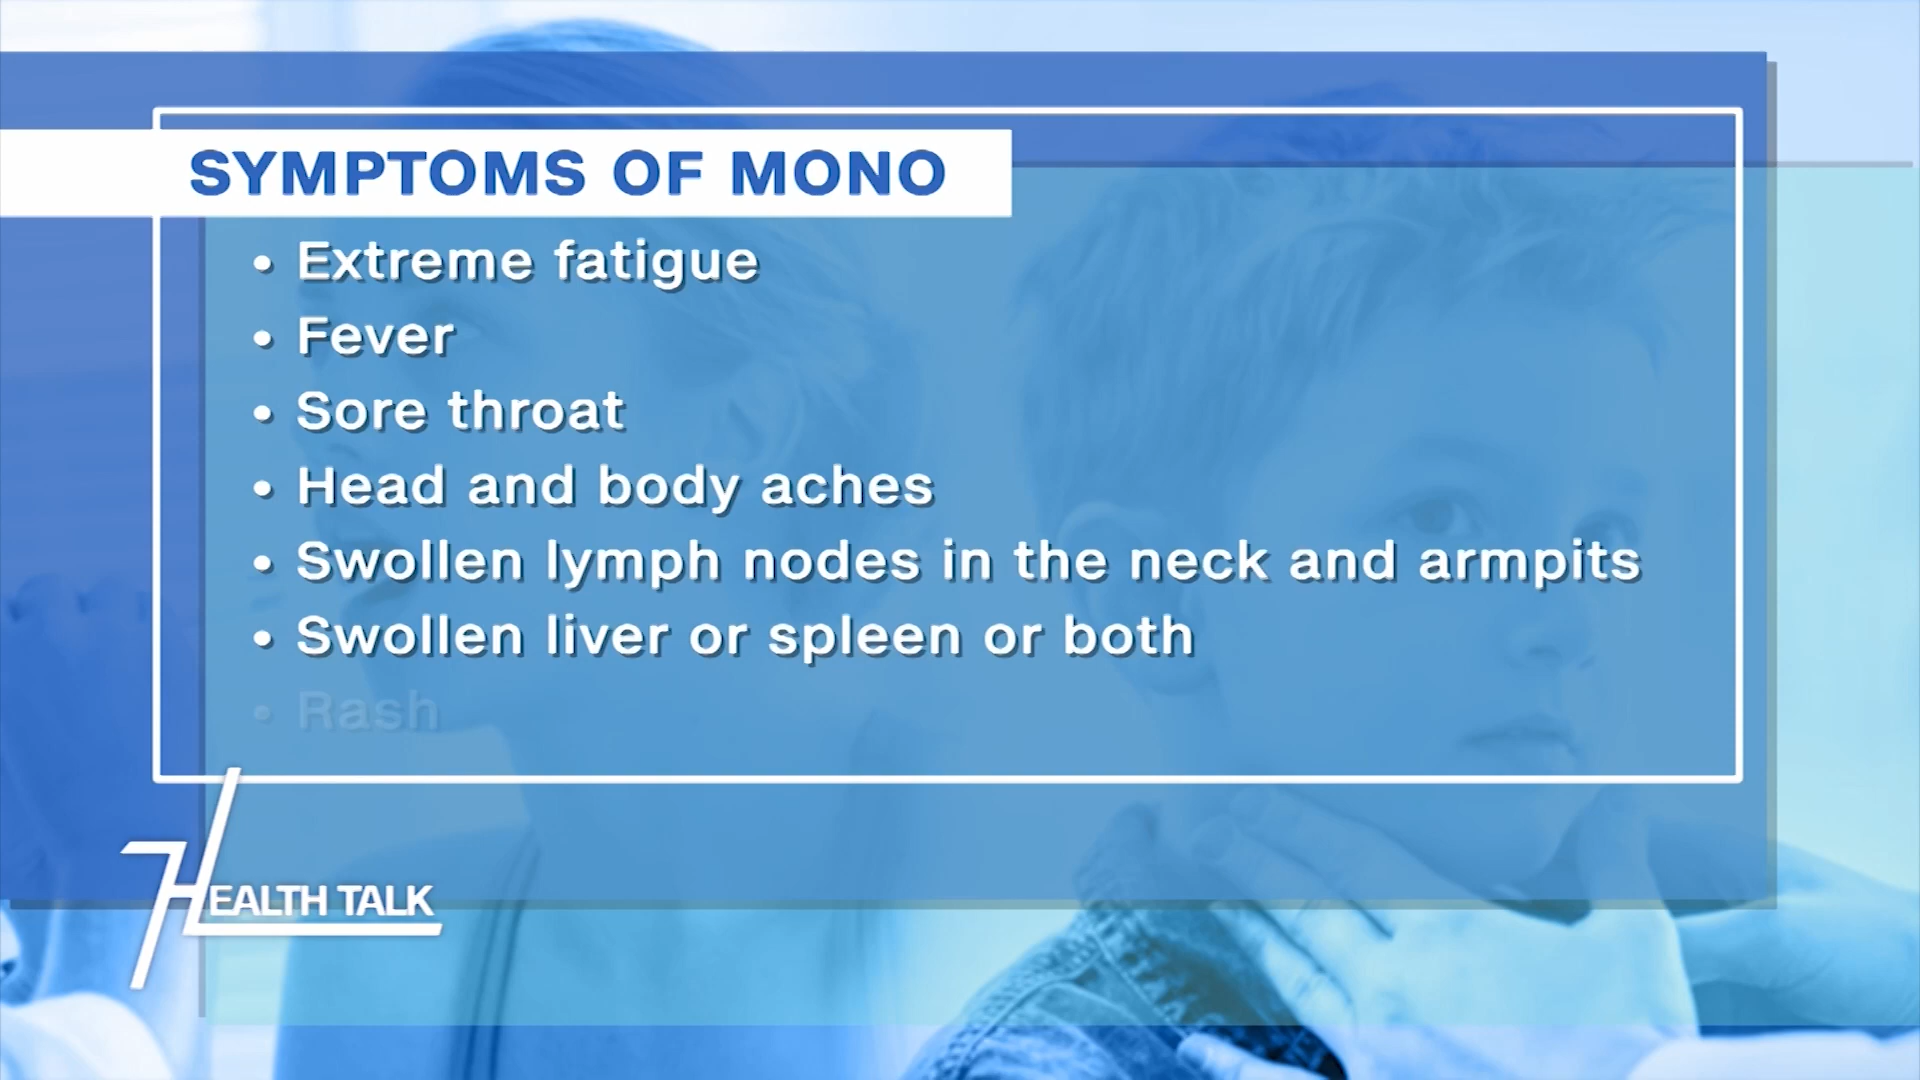 SYMPTOMS OF MONO
• Extreme fatigue
• Fever
• Sore throat
• Head and body aches
• Swollen lymph nodes in the neck and armpits
• Swollen liver or spleen or both
• Rash
7 HEALTH TALK